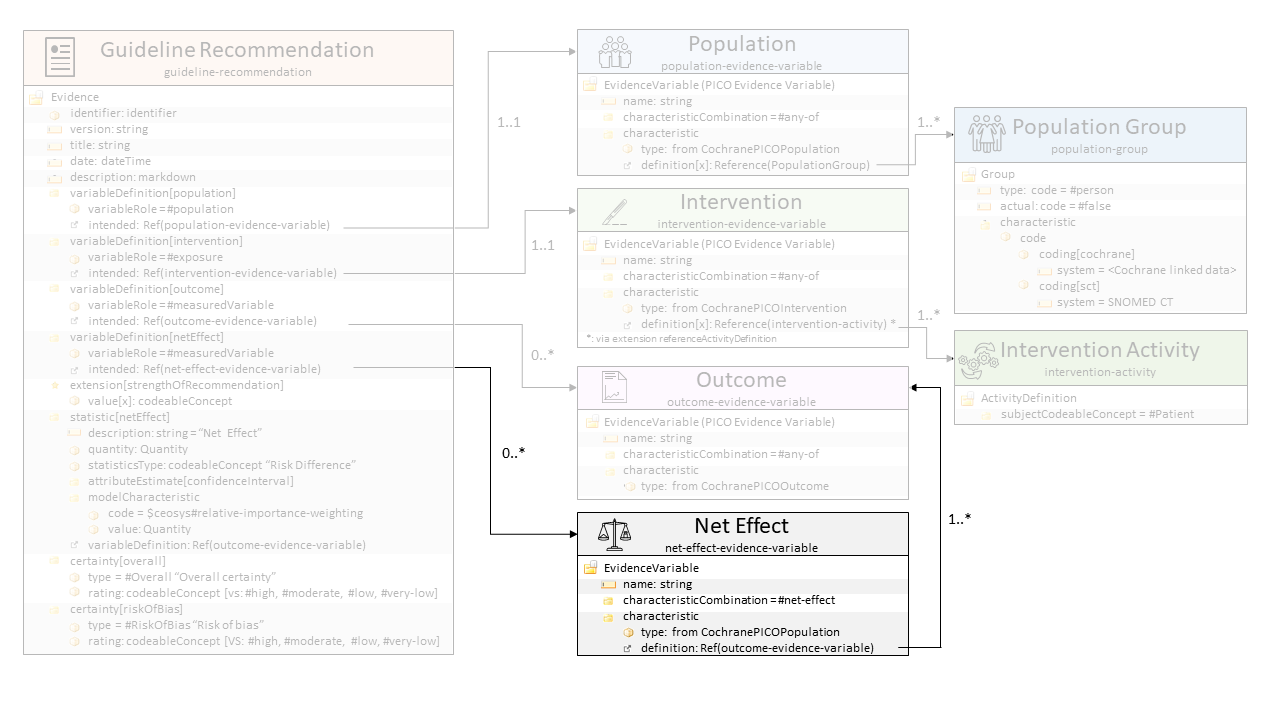 Guideline Recommendation
guideline-recommendation
Evidence
identifier: Identifier
version: string
title: string
date: dateTime
description: markdown
variableDefinition[population]
variableRole =#population
intended: Ref(population-evidence-variable)
variableDefinition[intervention]
variableRole =#exposure
intended: Ref(intervention-evidence-variable)
variableDefinition[outcome]
variableRole =#measuredVariable
intended: Ref(outcome-evidence-variable)
variableDefinition[netEffect]
variableRole =#measuredVariable
intended: Ref(net-effect-evidence-variable)
extension[strengthOfRecommendation]
value[x]: codeableConcept
statistic[netEffect]
description: string = “Net Effect”
quantity: Quantity
statisticsType: codeableConcept “Risk Difference”
attributeEstimate[confidenceInterval]
modelCharacteristic
code = $ceosys#relative-importance-weighting
value: Quantity
variableDefinition: Ref(outcome-evidence-variable)
certainty[overall]
type = #Overall “Overall certainty”
rating: codeableConcept [vs: #high, #moderate, #low, #very-low]
certainty[riskOfBias]
type = #RiskOfBias “Risk of bias”
rating: codeableConcept [VS: #high, #moderate, #low, #very-low]
1..1
1..1
0..*
0..*
Population
population-evidence-variable
EvidenceVariable (PICO Evidence Variable)
name: string
characteristicCombination =#any-of
characteristic
type: from CochranePICOPopulation
definition[x]: Reference(PopulationGroup)
Intervention
intervention-evidence-variable
EvidenceVariable (PICO Evidence Variable)
name: string
characteristicCombination =#any-of
characteristic
type: from CochranePICOIntervention
definition[x]: Reference(intervention-activity) *
*: via extension referenceActivityDefinition
Outcome
outcome-evidence-variable
EvidenceVariable (PICO Evidence Variable)
name: string
characteristicCombination =#any-of
characteristic
type: from CochranePICOOutcome
Net Effect
net-effect-evidence-variable
EvidenceVariable
name: string
characteristicCombination =#net-effect
characteristic
type: from CochranePICOPopulation
definition: Ref(outcome-evidence-variable)
1..*
1..*
1..*
Population Group
population-group
Group
type: code = #person
actual: code = #false
characteristic
code
coding[cochrane]
system = <Cochrane linked data>
coding[sct]
system = SNOMED CT
Intervention Activity
intervention-activity
ActivityDefinition
subjectCodeableConcept = #Patient